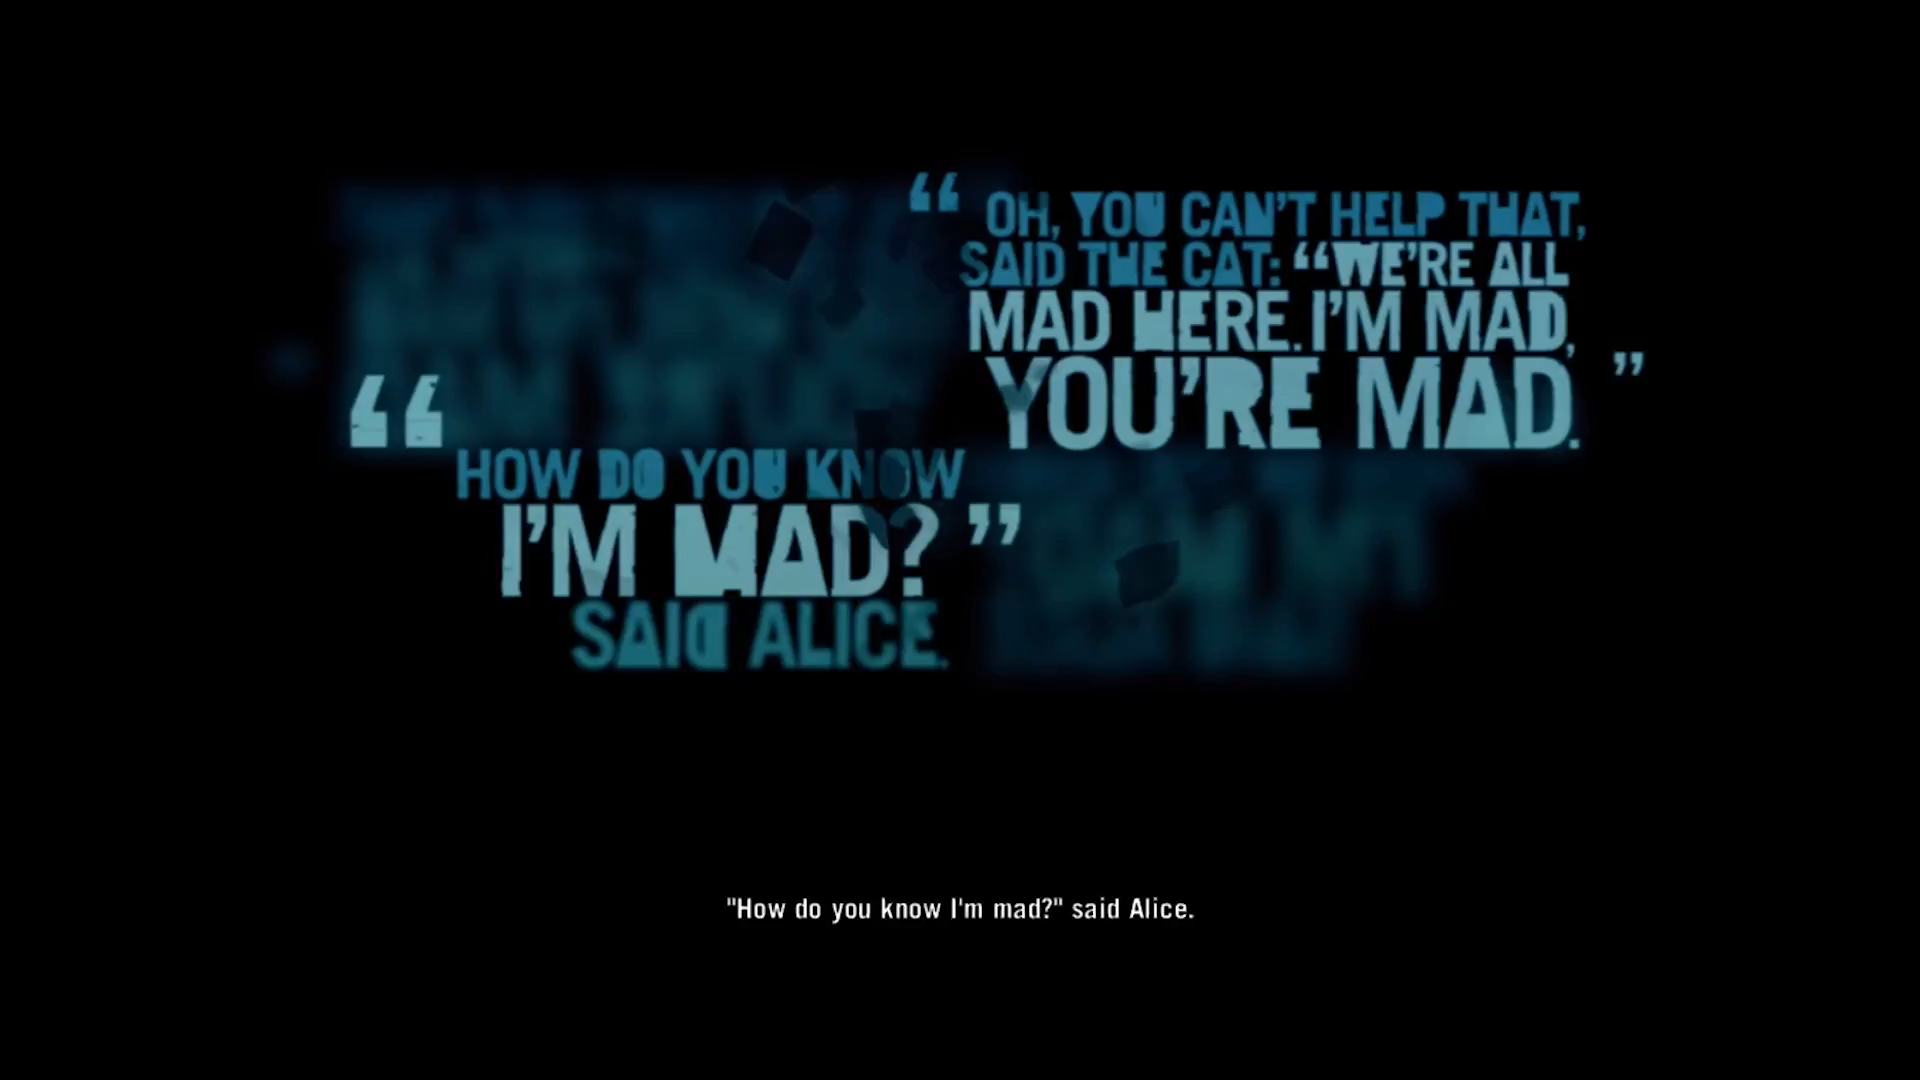 “ OH, YOU CAN’T HELP THAT,
SAID THE CAT: “WE’RE ALL
MAD HERE. I’M MAD,
YOU’RE MAD. ”
“ HOW DO YOU KNOW
I’M MAD? ”
SAID ALICE.
"How do you know I'm mad?" said Alice.